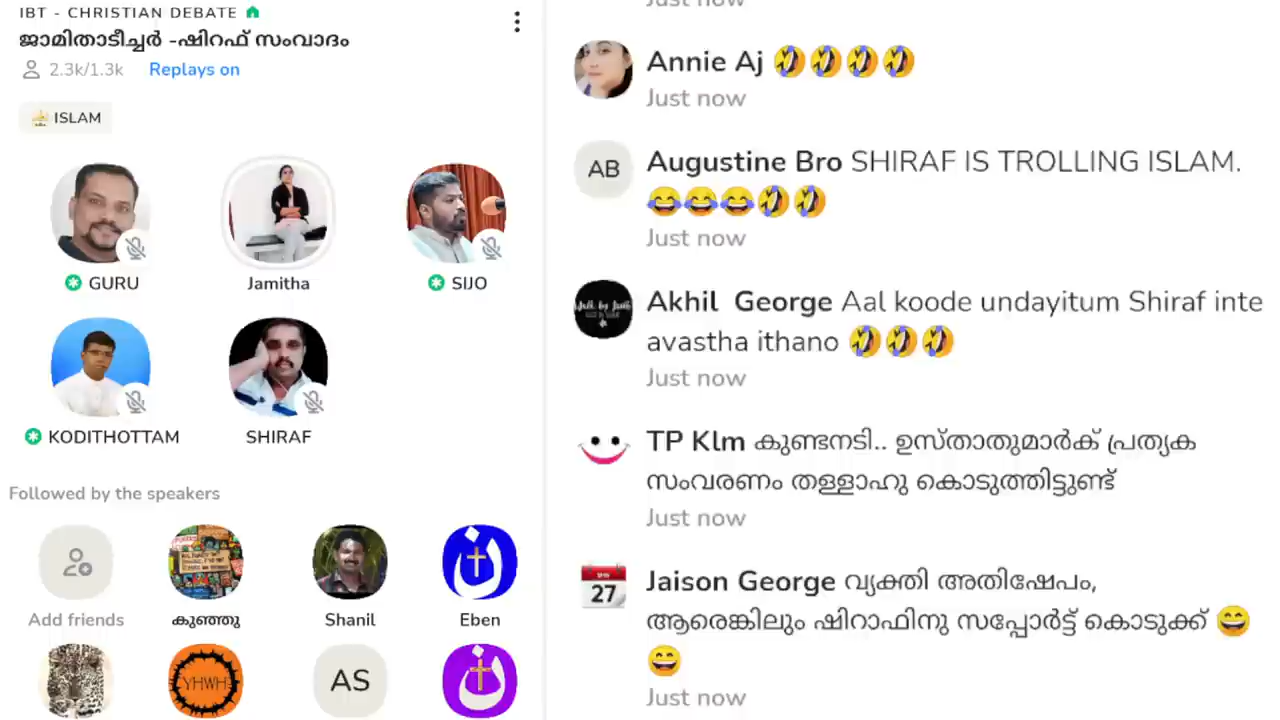 IBT - CHRISTIAN DEBATE
ജാമിതാടീച്ചർ -ഷിറഫ് സംവാദം
2.3k/1.3k Replays on
ISLAM
GURU
Jamitha
SIJO
KODITHOTTAM
SHIRAF
Followed by the speakers
Add friends
കുഞ്ഞു
Shanil
Eben
YHWH
AS
Just now
Annie Aj 🤣🤣🤣🤣
Just now
AB
Augustine Bro SHIRAF IS TROLLING ISLAM.
😂😂😂🤣🤣
Just now
Akhil George Aal koode undayitum Shiraf inte
avastha ithano 🤣🤣🤣
Just now
TP Klm കുണ്ടനടി.. ഉസ്താതുമാർക് പ്രത്യക
സംവരണം തള്ളാഹു കൊടുത്തിട്ടുണ്ട്
Just now
27
Jaison George വ്യക്തി അതിഷേപം,
ആരെങ്കിലും ഷിറാഫിനു സപ്പോർട്ട് കൊടുക്ക് 😄
😄
Just now